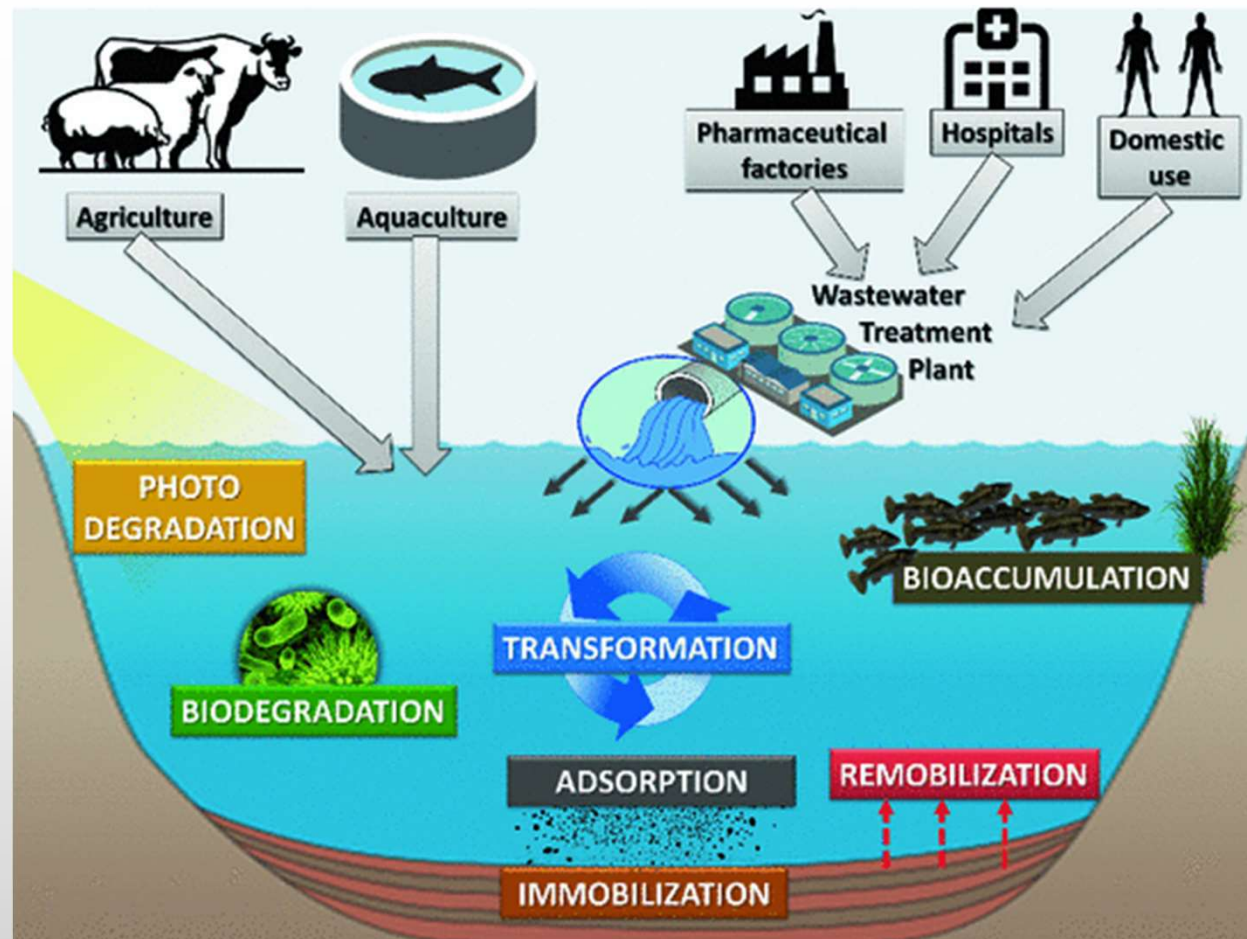 Agriculture
Aquaculture
Pharmaceutical
factories
Hospitals
Domestic
use
Wastewater
Treatment
Plant
PHOTO
DEGRADATION
BIOACCUMULATION
TRANSFORMATION
BIODEGRADATION
ADSORPTION
REMOBILIZATION
IMMOBILIZATION